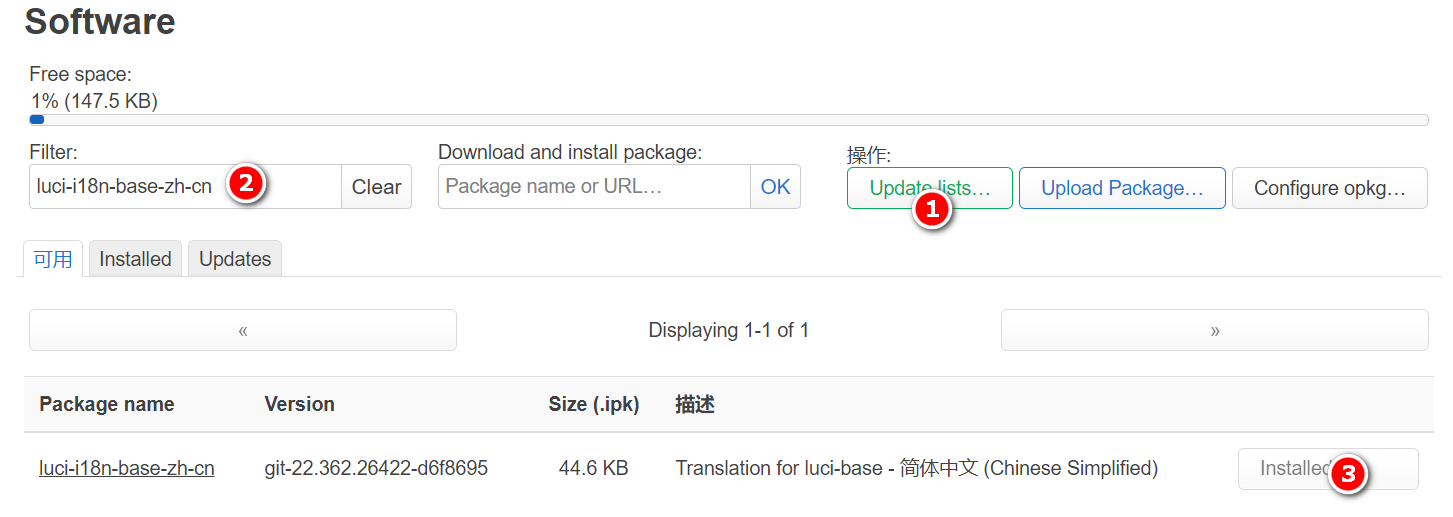 Software
Free space:
1% (147.5 KB)
Filter:
Download and install package:
操作:
luci-i18n-base-zh-cn 2 Clear
Package name or URL... OK
Update lists... 1 Upload Package... Configure opkg...
可用 Installed Updates
« Displaying 1-1 of 1 »
Package name Version Size (.ipk) 描述
luci-i18n-base-zh-cn git-22.362.26422-d6f8695 44.6 KB Translation for luci-base - 简体中文 (Chinese Simplified) Installed 3